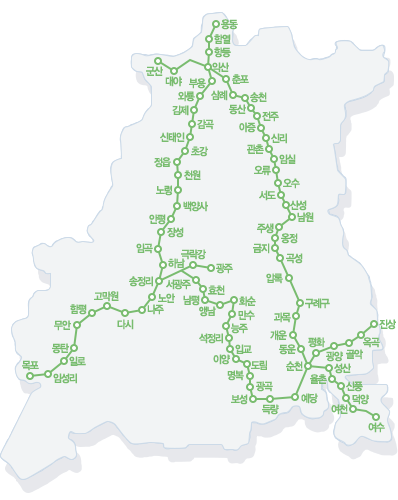 용동
함열
함등
익산
군산
대야
부용
춘포
와룡
삼례
송천
김제
동산
전주
감곡
아중
신태인
신리
초강
관촌
임실
정읍
천원
오류
오수
노령
서도
백양사
산성
남원
안령
장성
주생
옹정
임곡
금지
곡성
하남
극락강
광주
압록
송정리
서광주
효천
노안
남평
화순
구례구
고막원
나주
앵남
만수
함평
다시
과목
무안
능주
진상
개운
석정리
옥곡
몽탄
입교
동운
평화
골약
일로
이양
광양
목포
임성리
도림
순천
성산
명봉
율촌
광곡
신풍
보성
예당
덕양
득량
여천
여수